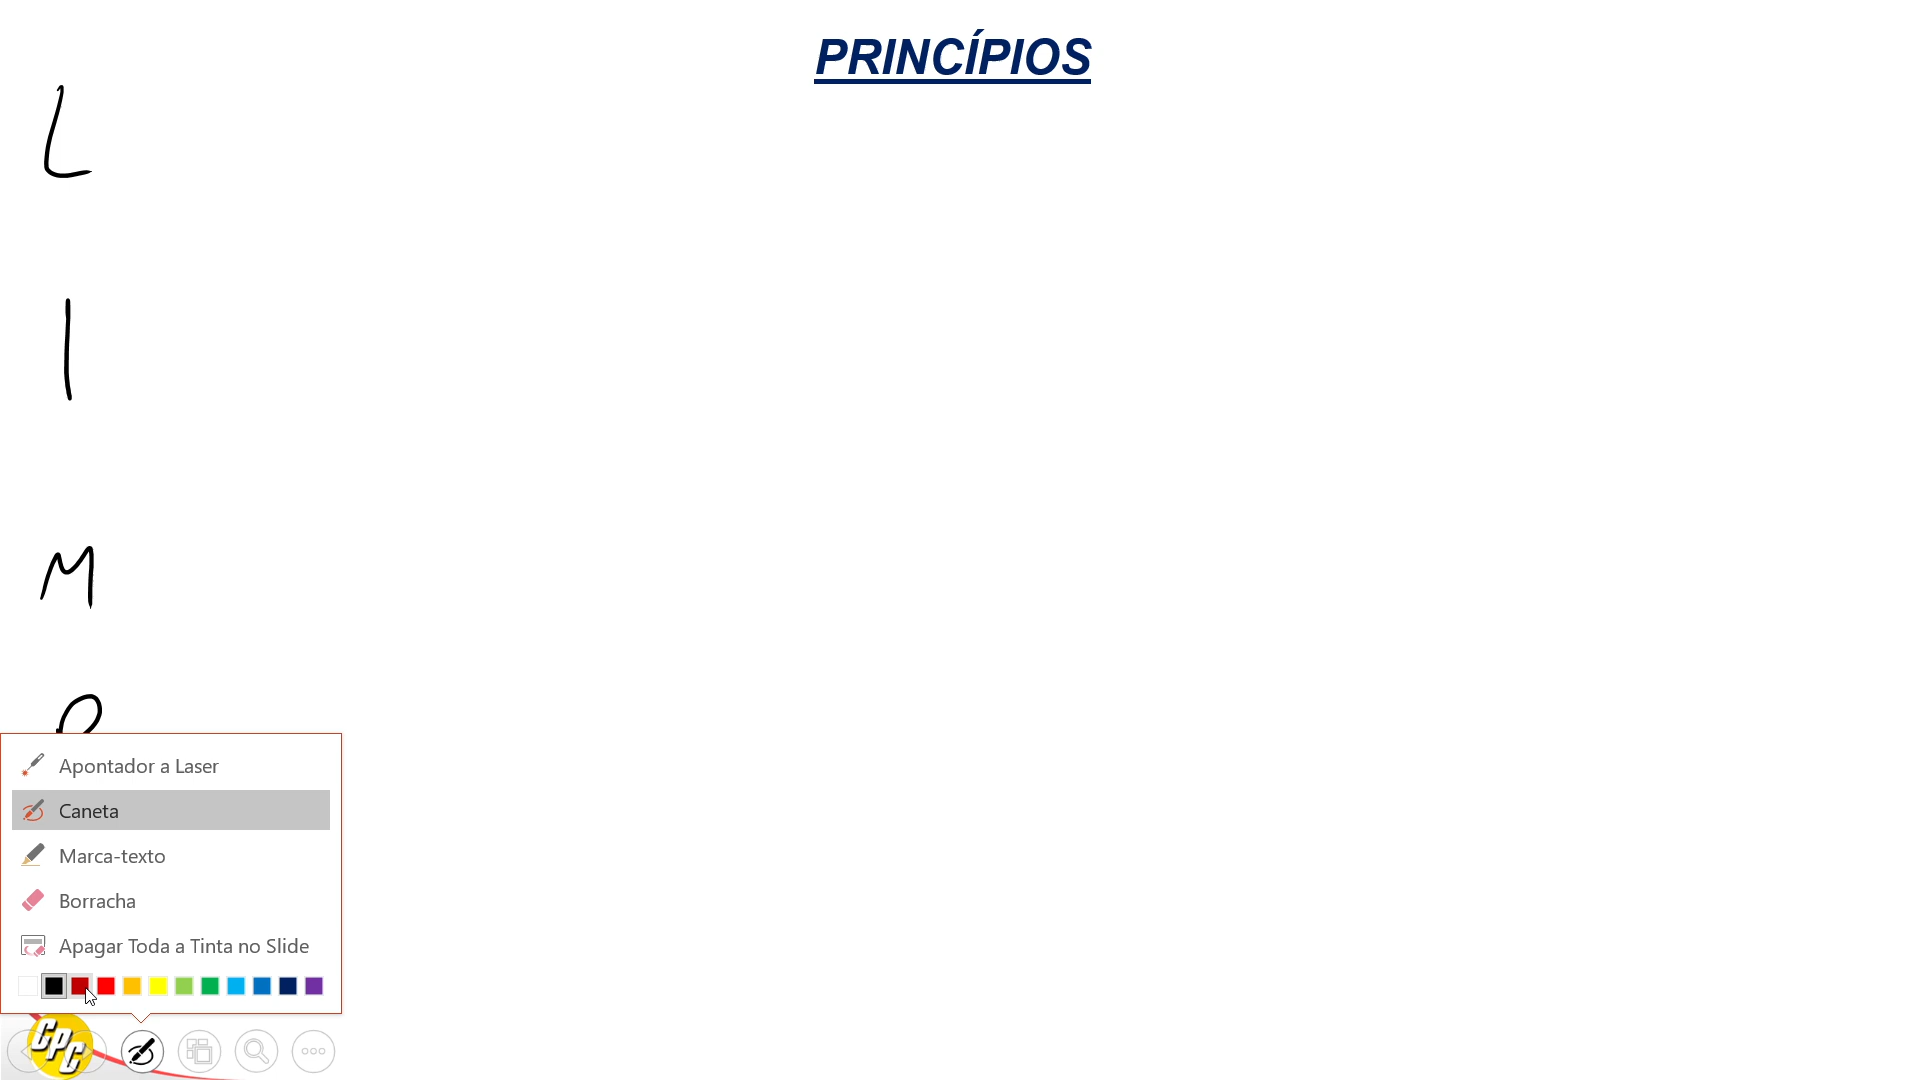 PRINCÍPIOS
L
I
M
Apontador a Laser
Caneta
Marca-texto
Borracha
Apagar Toda a Tinta no Slide
CPC